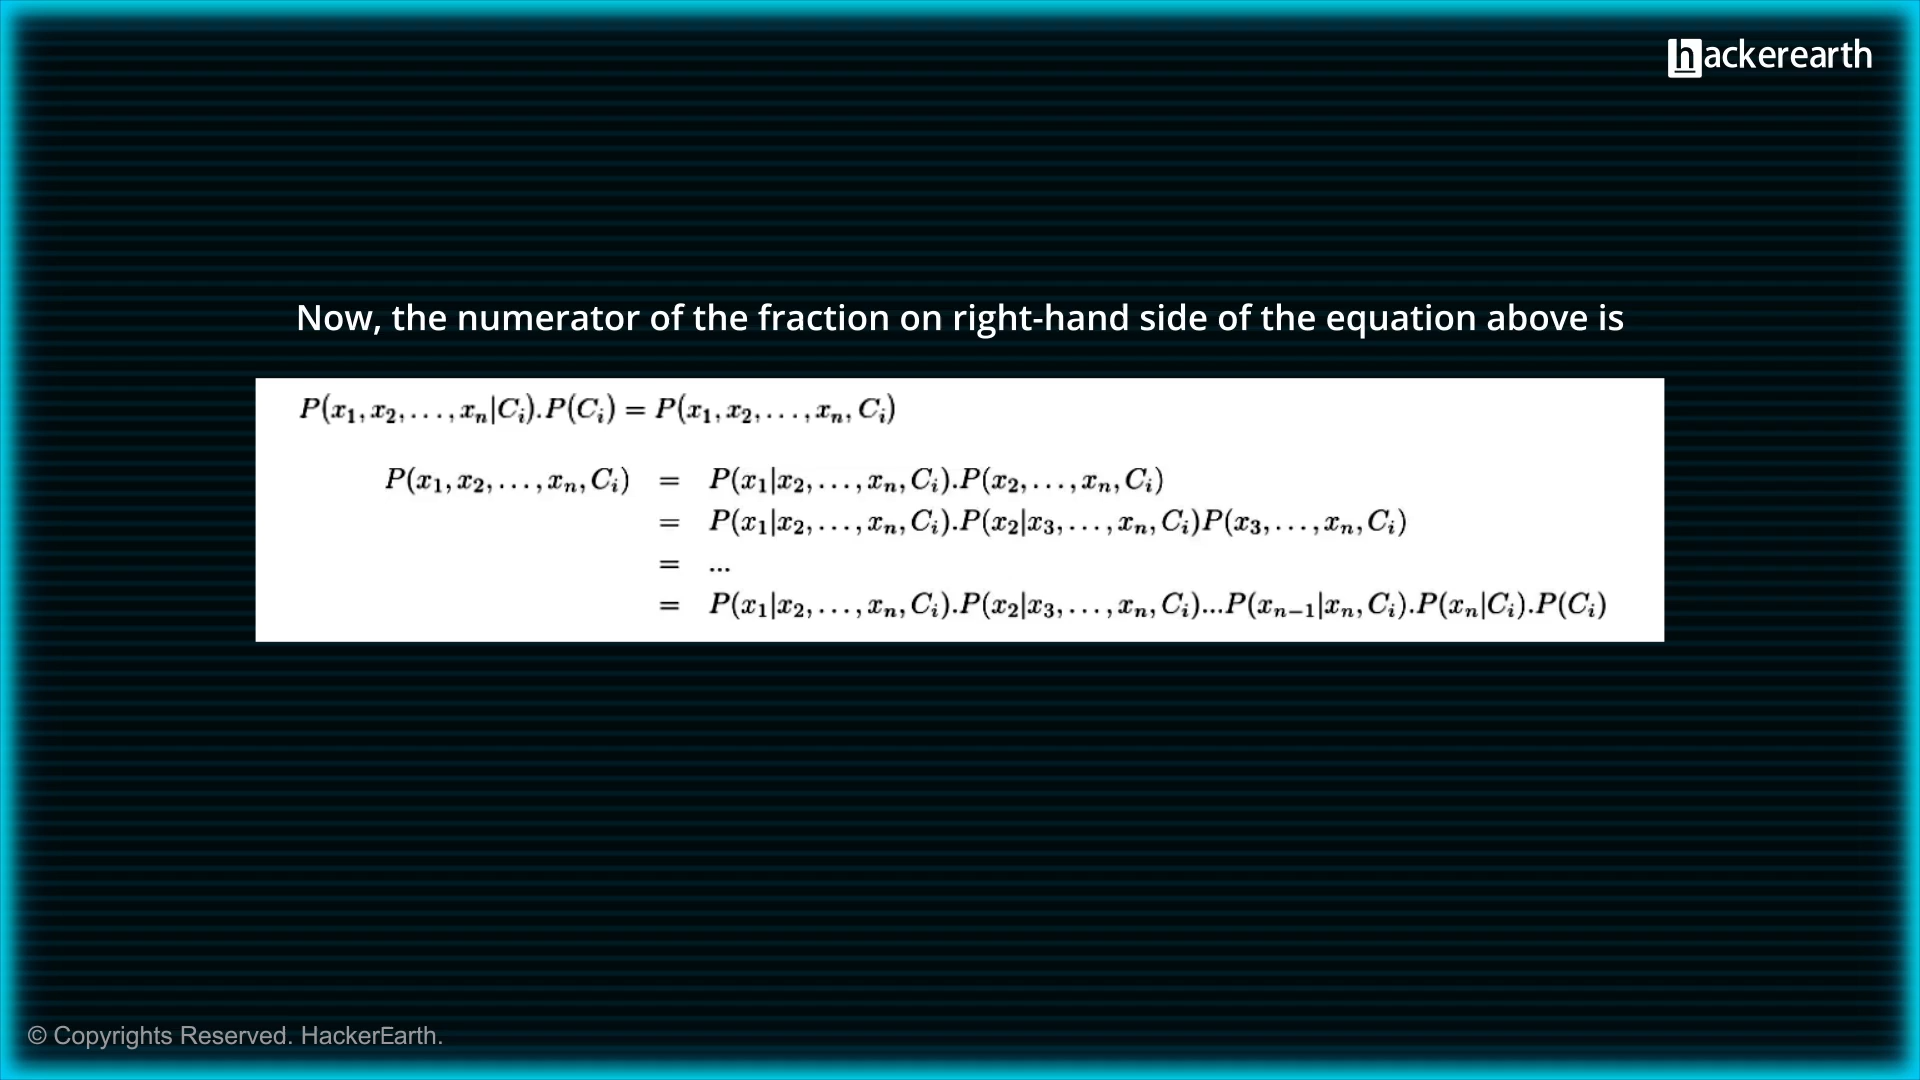 hackerearth
Now, the numerator of the fraction on right-hand side of the equation above is
P(x₁, x₂, . . . , xₙ|Cᵢ).P(Cᵢ) = P(x₁, x₂, . . . , xₙ, Cᵢ)
P(x₁, x₂, . . . , xₙ, Cᵢ) = P(x₁|x₂, . . . , xₙ, Cᵢ).P(x₂, . . . , xₙ, Cᵢ)
= P(x₁|x₂, . . . , xₙ, Cᵢ).P(x₂|x₃, . . . , xₙ, Cᵢ)P(x₃, . . . , xₙ, Cᵢ)
= ...
= P(x₁|x₂, . . . , xₙ, Cᵢ).P(x₂|x₃, . . . , xₙ, Cᵢ)...P(xₙ₋₁|xₙ, Cᵢ).P(xₙ|Cᵢ).P(Cᵢ)
© Copyrights Reserved. HackerEarth.